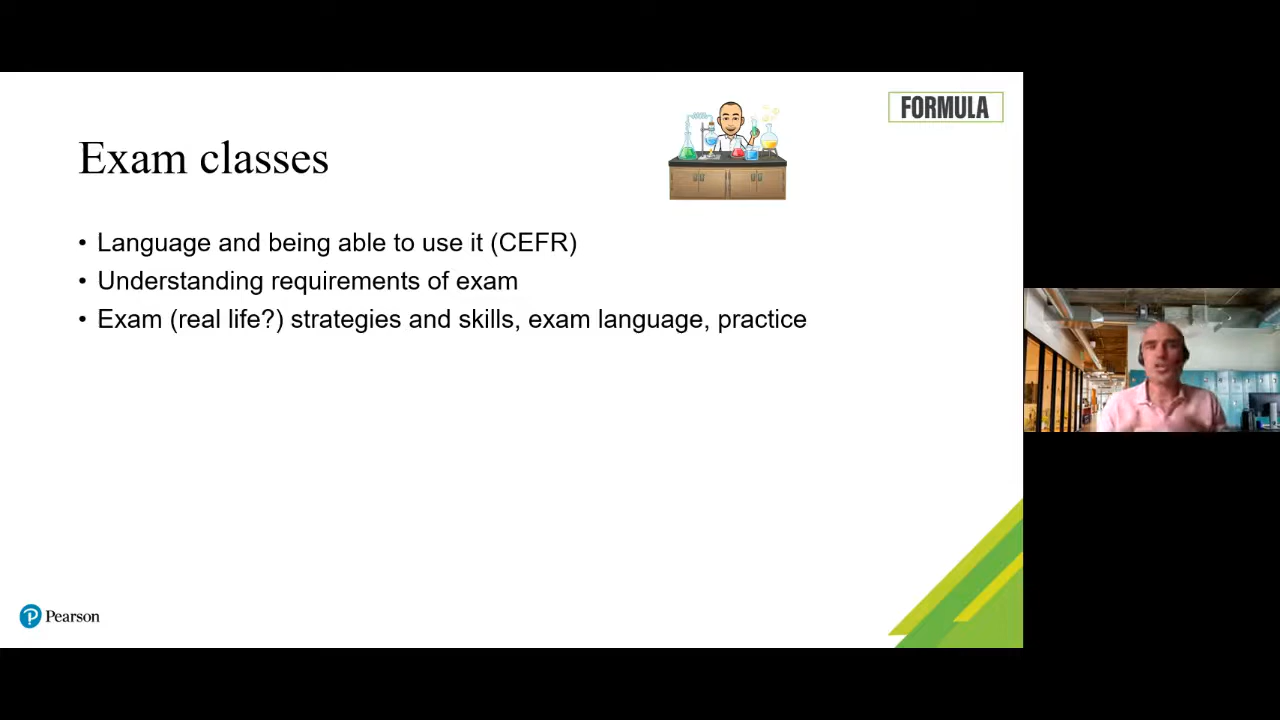 FORMULA
Exam classes
• Language and being able to use it (CEFR)
• Understanding requirements of exam
• Exam (real life?) strategies and skills, exam language, practice
Pearson